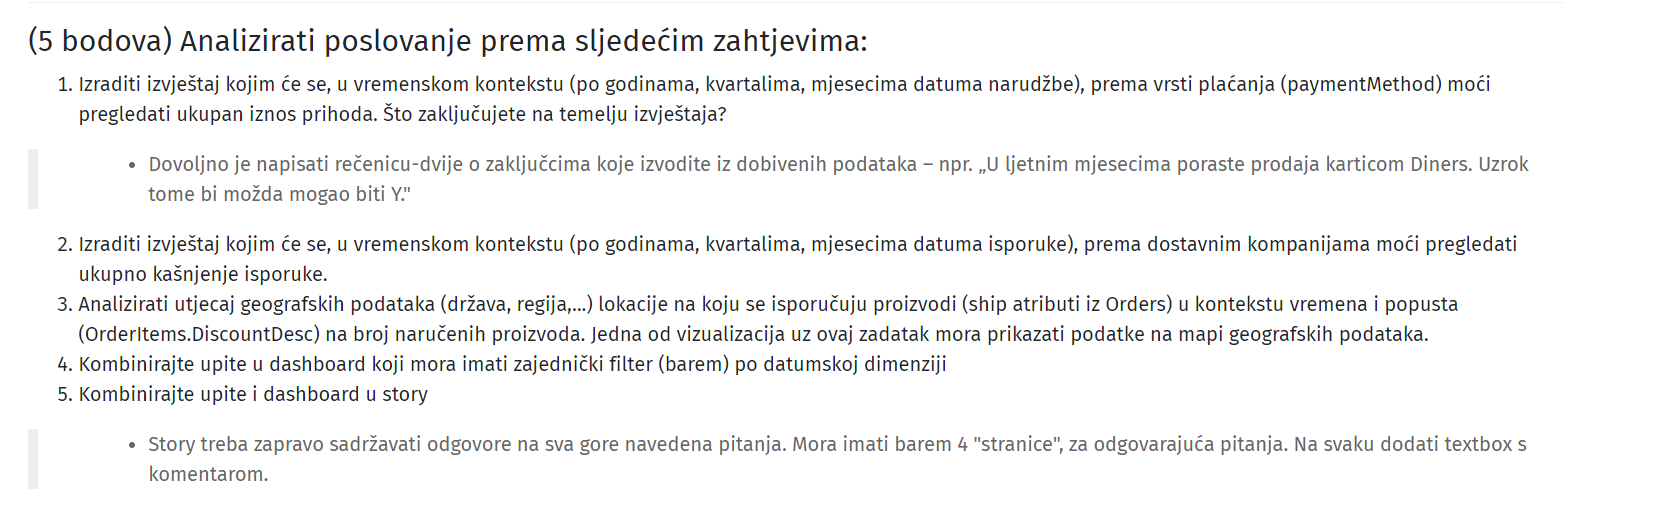 (5 bodova) Analizirati poslovanje prema sljedećim zahtjevima:
1. Izraditi izvještaj kojim će se, u vremenskom kontekstu (po godinama, kvartalima, mjesecima datuma narudžbe), prema vrsti plaćanja (paymentMethod) moći
pregledati ukupan iznos prihoda. Što zaključujete na temelju izvještaja?
• Dovoljno je napisati rečenicu-dvije o zaključcima koje izvodite iz dobivenih podataka – npr. „U ljetnim mjesecima poraste prodaja karticom Diners. Uzrok
tome bi možda mogao biti Y."
2. Izraditi izvještaj kojim će se, u vremenskom kontekstu (po godinama, kvartalima, mjesecima datuma isporuke), prema dostavnim kompanijama moći pregledati
ukupno kašnjenje isporuke.
3. Analizirati utjecaj geografskih podataka (država, regija,...) lokacije na koju se isporučuju proizvodi (ship atributi iz Orders) u kontekstu vremena i popusta
(OrderItems.DiscountDesc) na broj naručenih proizvoda. Jedna od vizualizacija uz ovaj zadatak mora prikazati podatke na mapi geografskih podataka.
4. Kombinirajte upite u dashboard koji mora imati zajednički filter (barem) po datumskoj dimenziji
5. Kombinirajte upite i dashboard u story
• Story treba zapravo sadržavati odgovore na sva gore navedena pitanja. Mora imati barem 4 "stranice", za odgovarajuća pitanja. Na svaku dodati textbox s
komentarom.